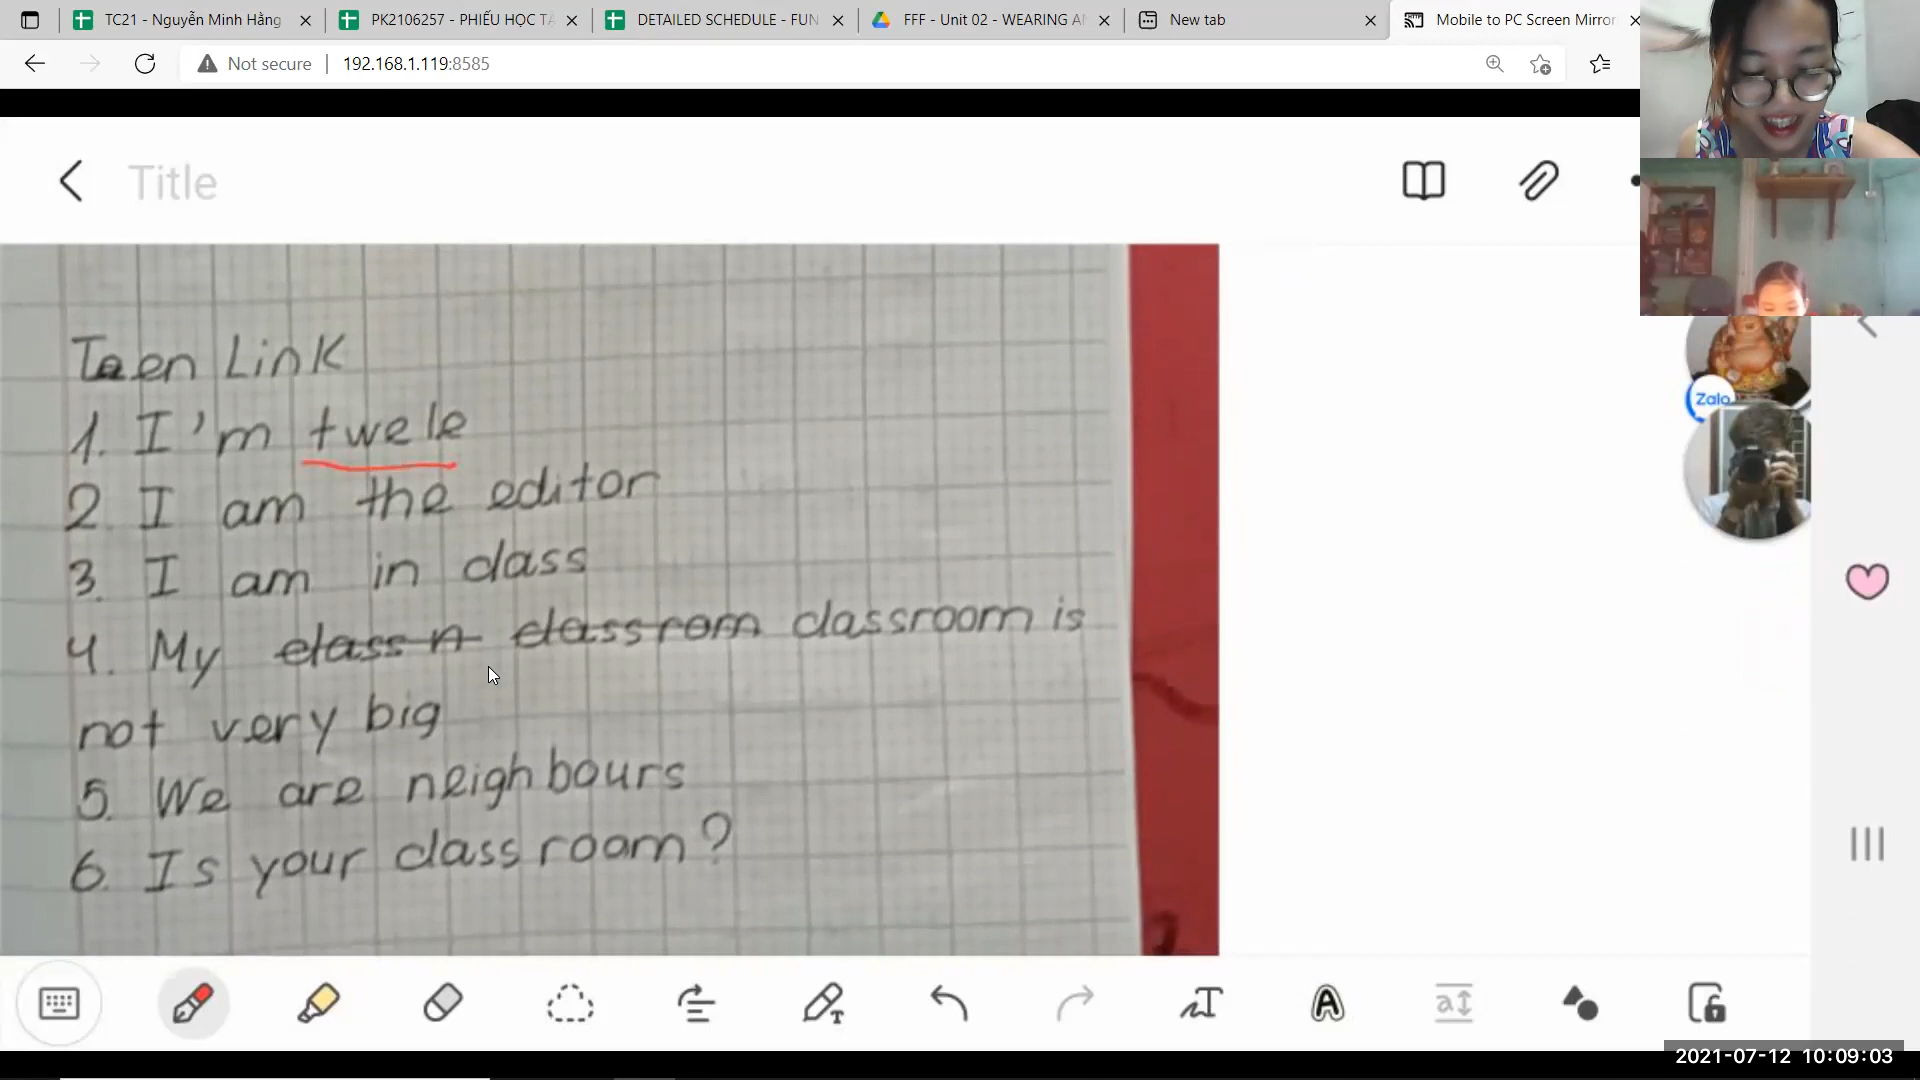 TC21 - Nguyễn Minh Hằng
PK2106257 - PHIẾU HỌC TẬ
DETAILED SCHEDULE - FUN
FFF - Unit 02 - WEARING AN
New tab
Mobile to PC Screen Mirror
Not secure
192.168.1.119:8585
Title
Teen Link
1. I'm twele
2. I am the editor
3. I am in class
4. My class n classrom classroom is
not very big
5. We are neighbours
6. Is your classroom?
Zalo
2021-07-12 10:09:03